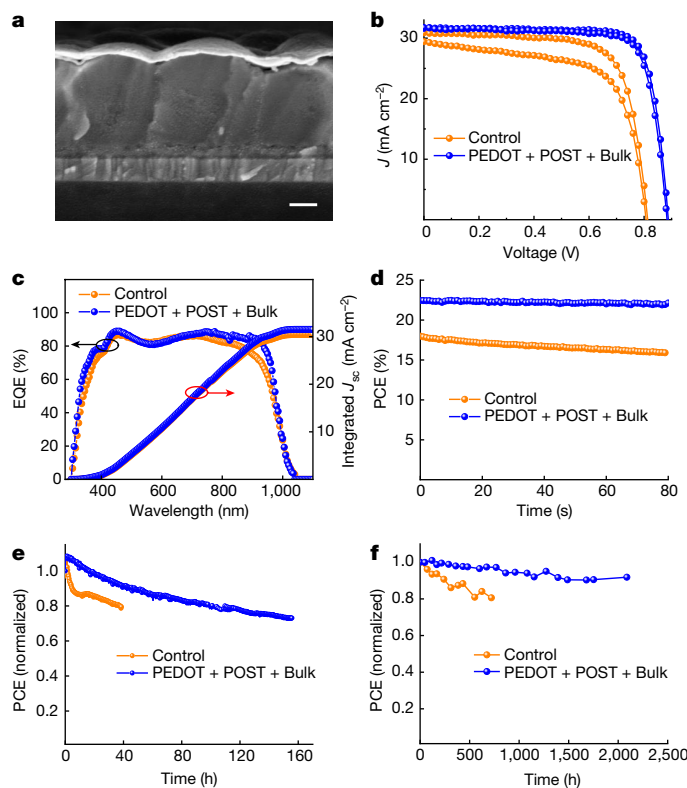 a
b
30
20
10
J (mA cm−2)
Control
PEDOT + POST + Bulk
0
0.2
0.4
0.6
0.8
Voltage (V)
c
Control
PEDOT + POST + Bulk
100
80
60
40
20
0
EQE (%)
30
20
10
Integrated Jsc (mA cm−2)
400
600
800
1,000
Wavelength (nm)
d
25
20
15
10
5
PCE (%)
Control
PEDOT + POST + Bulk
0
20
40
60
80
Time (s)
e
1.0
0.8
0.6
0.4
0.2
PCE (normalized)
Control
PEDOT + POST + Bulk
0
40
80
120
160
Time (h)
f
1.0
0.8
0.6
0.4
0.2
PCE (normalized)
Control
PEDOT + POST + Bulk
0
500
1,000
1,500
2,000
2,500
Time (h)